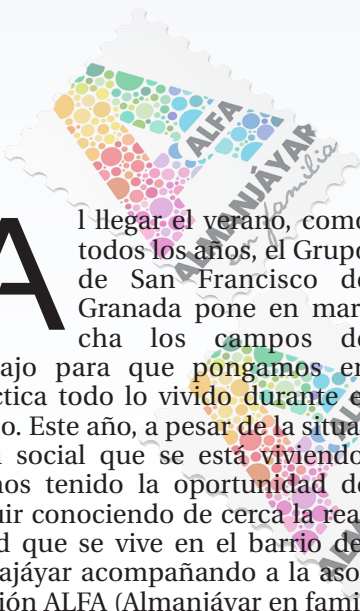 ALFA
ALMANJÁYAR
en familia
Al llegar el verano, como
todos los años, el Grupo
de San Francisco de
Granada pone en mar
cha los campos de
ajo para que pongamos en
ctica todo lo vivido durante e
o. Este año, a pesar de la situa
n social que se está viviendo
nos tenido la oportunidad de
uir conociendo de cerca la rea
d que se vive en el barrio de
ajáyar acompañando a la aso
ión ALFA (Almanjáyar en fami